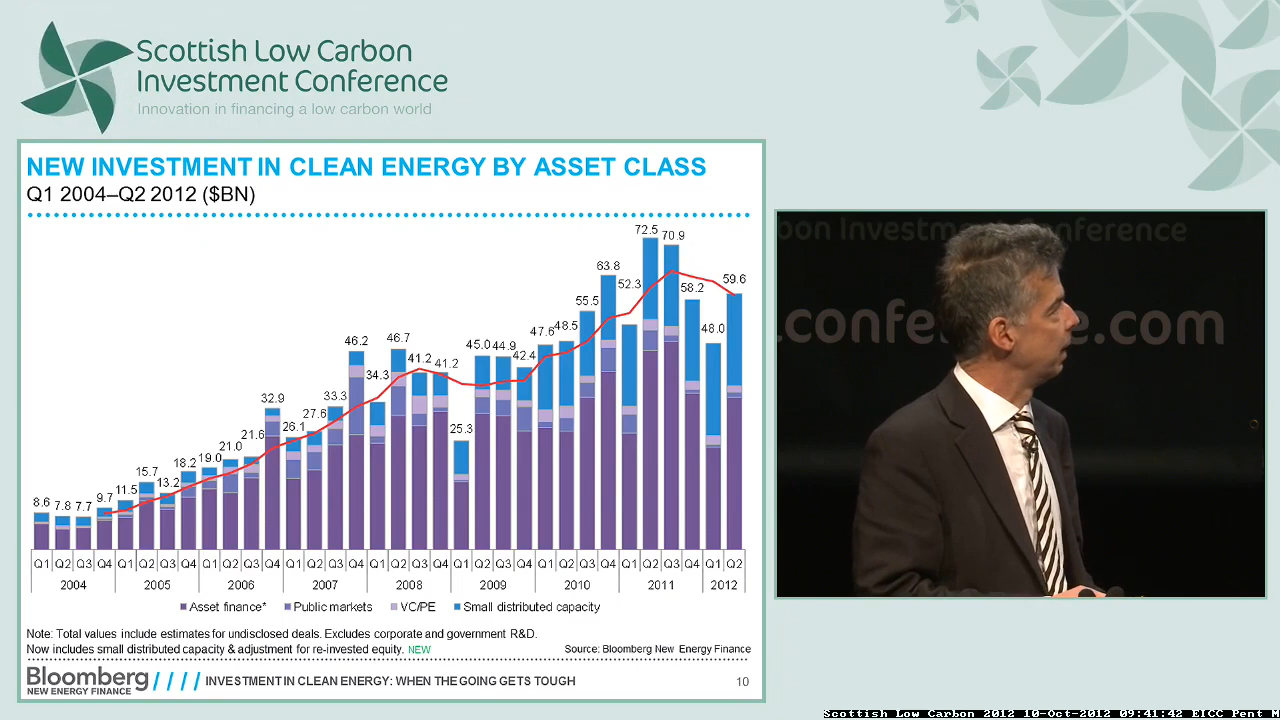 Scottish Low Carbon
Investment Conference
Innovation in financing a low carbon world
NEW INVESTMENT IN CLEAN ENERGY BY ASSET CLASS
Q1 2004–Q2 2012 ($BN)
8.6 7.8 7.7 9.7 11.5 15.7 13.2 18.2 19.0 21.0 21.6 32.9 26.1 27.6 33.3 46.2 34.3 46.7 41.2 41.2 25.3 45.0 44.9 42.4 47.6 48.5 55.5 63.8 52.3 72.5 70.9 58.2 48.0 59.6
Q1 Q2 Q3 Q4 Q1 Q2 Q3 Q4 Q1 Q2 Q3 Q4 Q1 Q2 Q3 Q4 Q1 Q2 Q3 Q4 Q1 Q2 Q3 Q4 Q1 Q2 Q3 Q4 Q1 Q2 Q3 Q4 Q1 Q2
2004 2005 2006 2007 2008 2009 2010 2011 2012
Asset finance* Public markets VC/PE Small distributed capacity
Note: Total values include estimates for undisclosed deals. Excludes corporate and government R&D.
Now includes small distributed capacity & adjustment for re-invested equity. NEW
Source: Bloomberg New Energy Finance
Bloomberg
NEW ENERGY FINANCE
//// INVESTMENT IN CLEAN ENERGY: WHEN THE GOING GETS TOUGH 10
bon Investment Conference
.conference.com
Scottish Low Carbon 2012 10-Oct-2012 09:41:42 EICC Pent M